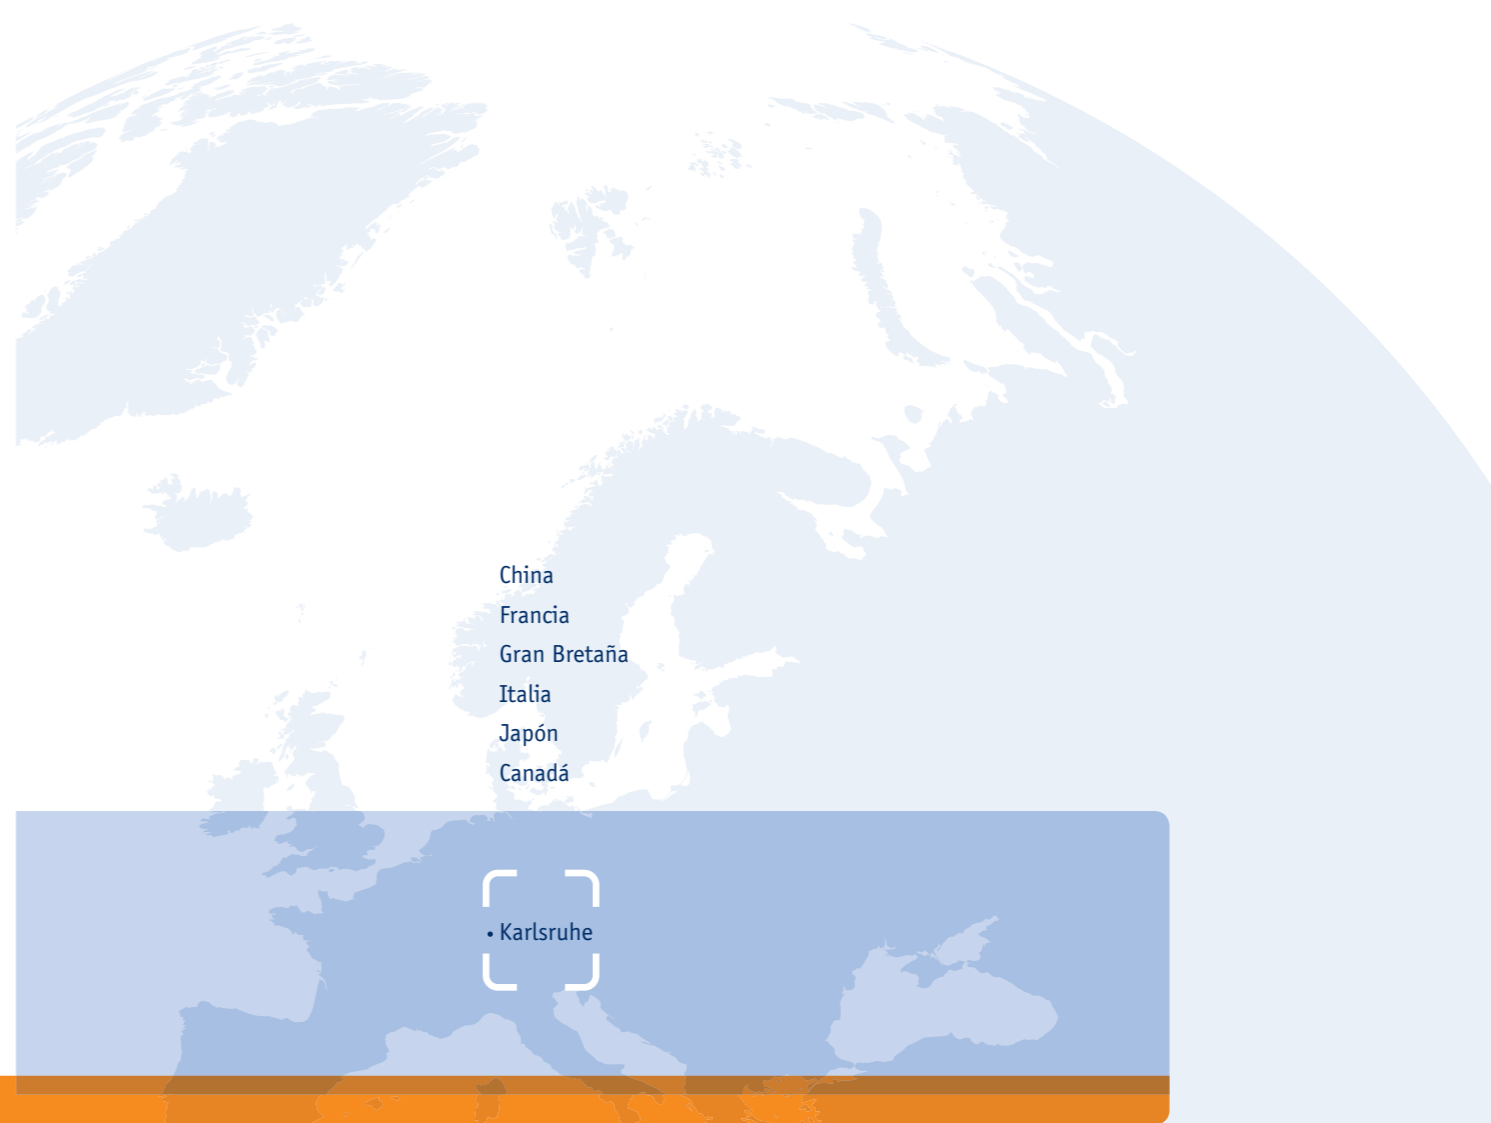 China
Francia
Gran Bretaña
Italia
Japón
Canadá
• Karlsruhe